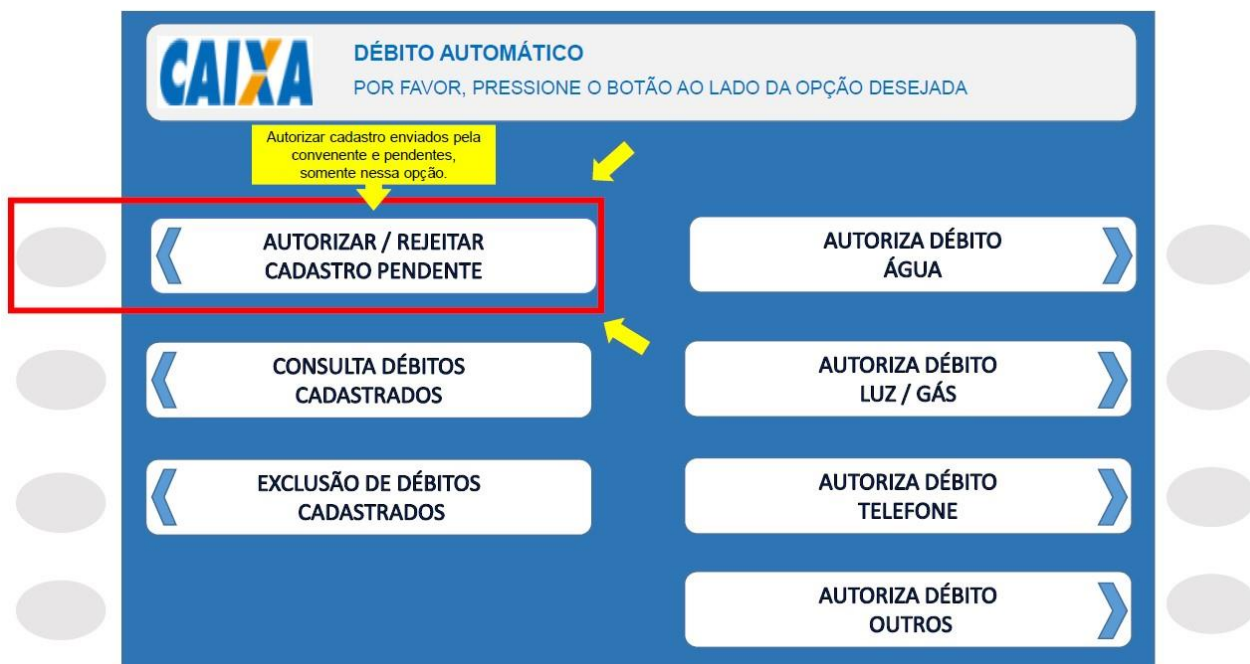 CAIXA
DÉBITO AUTOMÁTICO
POR FAVOR, PRESSIONE O BOTÃO AO LADO DA OPÇÃO DESEJADA
Autorizar cadastro enviados pela
convenente e pendentes,
somente nessa opção.
AUTORIZAR / REJEITAR
CADASTRO PENDENTE
CONSULTA DÉBITOS
CADASTRADOS
EXCLUSÃO DE DÉBITOS
CADASTRADOS
AUTORIZA DÉBITO
ÁGUA
AUTORIZA DÉBITO
LUZ / GÁS
AUTORIZA DÉBITO
TELEFONE
AUTORIZA DÉBITO
OUTROS